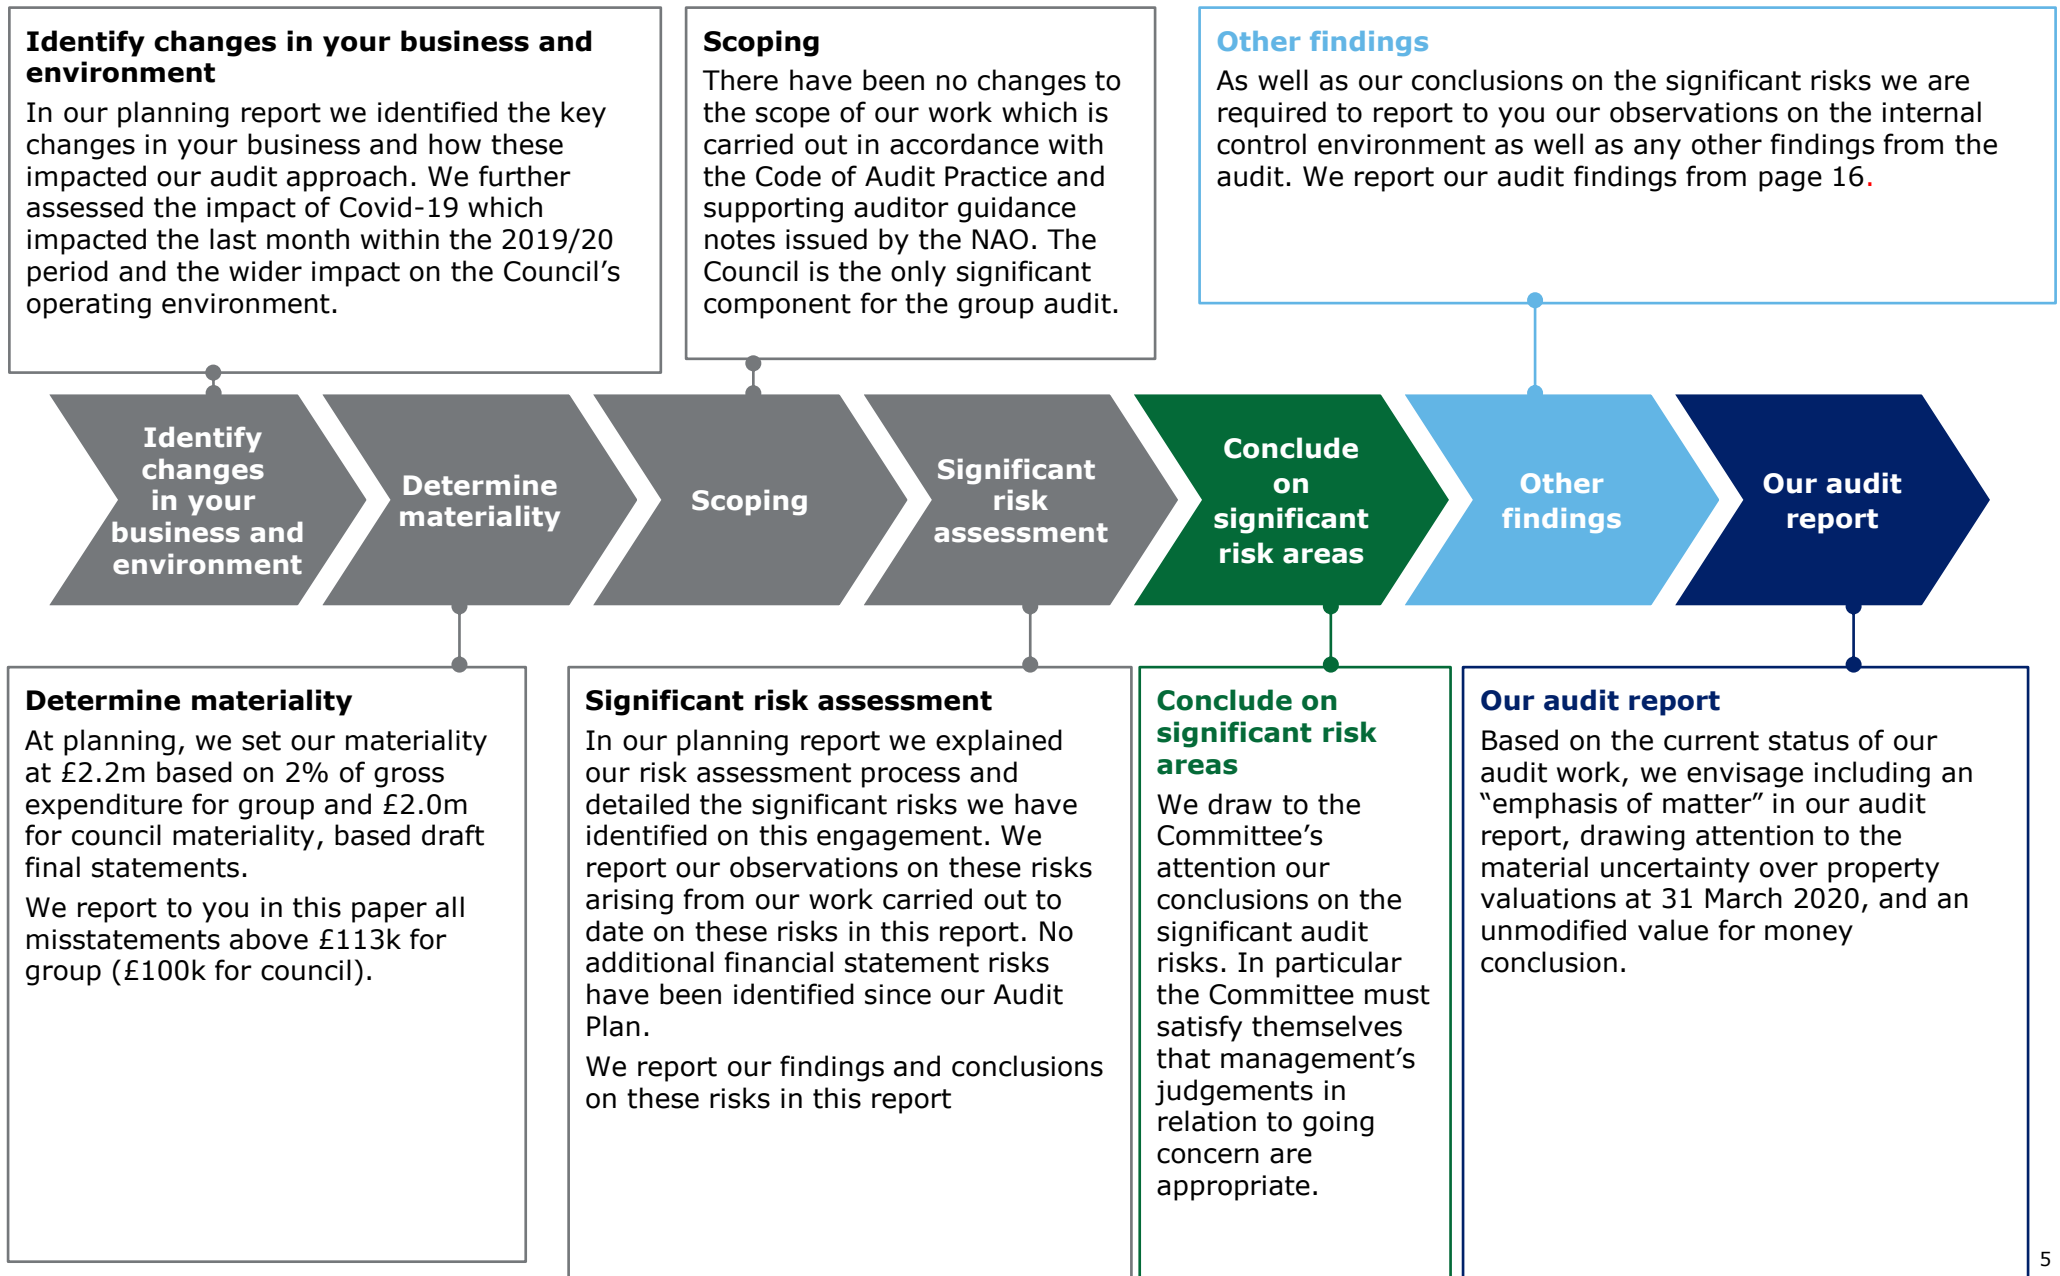 Identify changes in your business and
environment
In our planning report we identified the key
changes in your business and how these
impacted our audit approach. We further
assessed the impact of Covid-19 which
impacted the last month within the 2019/20
period and the wider impact on the Council’s
operating environment.
Scoping
There have been no changes to
the scope of our work which is
carried out in accordance with
the Code of Audit Practice and
supporting auditor guidance
notes issued by the NAO. The
Council is the only significant
component for the group audit.
Other findings
As well as our conclusions on the significant risks we are
required to report to you our observations on the internal
control environment as well as any other findings from the
audit. We report our audit findings from page 16.
Identify
changes
in your
business and
environment
Determine
materiality
Scoping
Significant
risk
assessment
Conclude
on
significant
risk areas
Other
findings
Our audit
report
Determine materiality
At planning, we set our materiality
at £2.2m based on 2% of gross
expenditure for group and £2.0m
for council materiality, based draft
final statements.
We report to you in this paper all
misstatements above £113k for
group (£100k for council).
Significant risk assessment
In our planning report we explained
our risk assessment process and
detailed the significant risks we have
identified on this engagement. We
report our observations on these risks
arising from our work carried out to
date on these risks in this report. No
additional financial statement risks
have been identified since our Audit
Plan.
We report our findings and conclusions
on these risks in this report
Conclude on
significant risk
areas
We draw to the
Committee’s
attention our
conclusions on the
significant audit
risks. In particular
the Committee must
satisfy themselves
that management’s
judgements in
relation to going
concern are
appropriate.
Our audit report
Based on the current status of our
audit work, we envisage including an
“emphasis of matter” in our audit
report, drawing attention to the
material uncertainty over property
valuations at 31 March 2020, and an
unmodified value for money
conclusion.
5